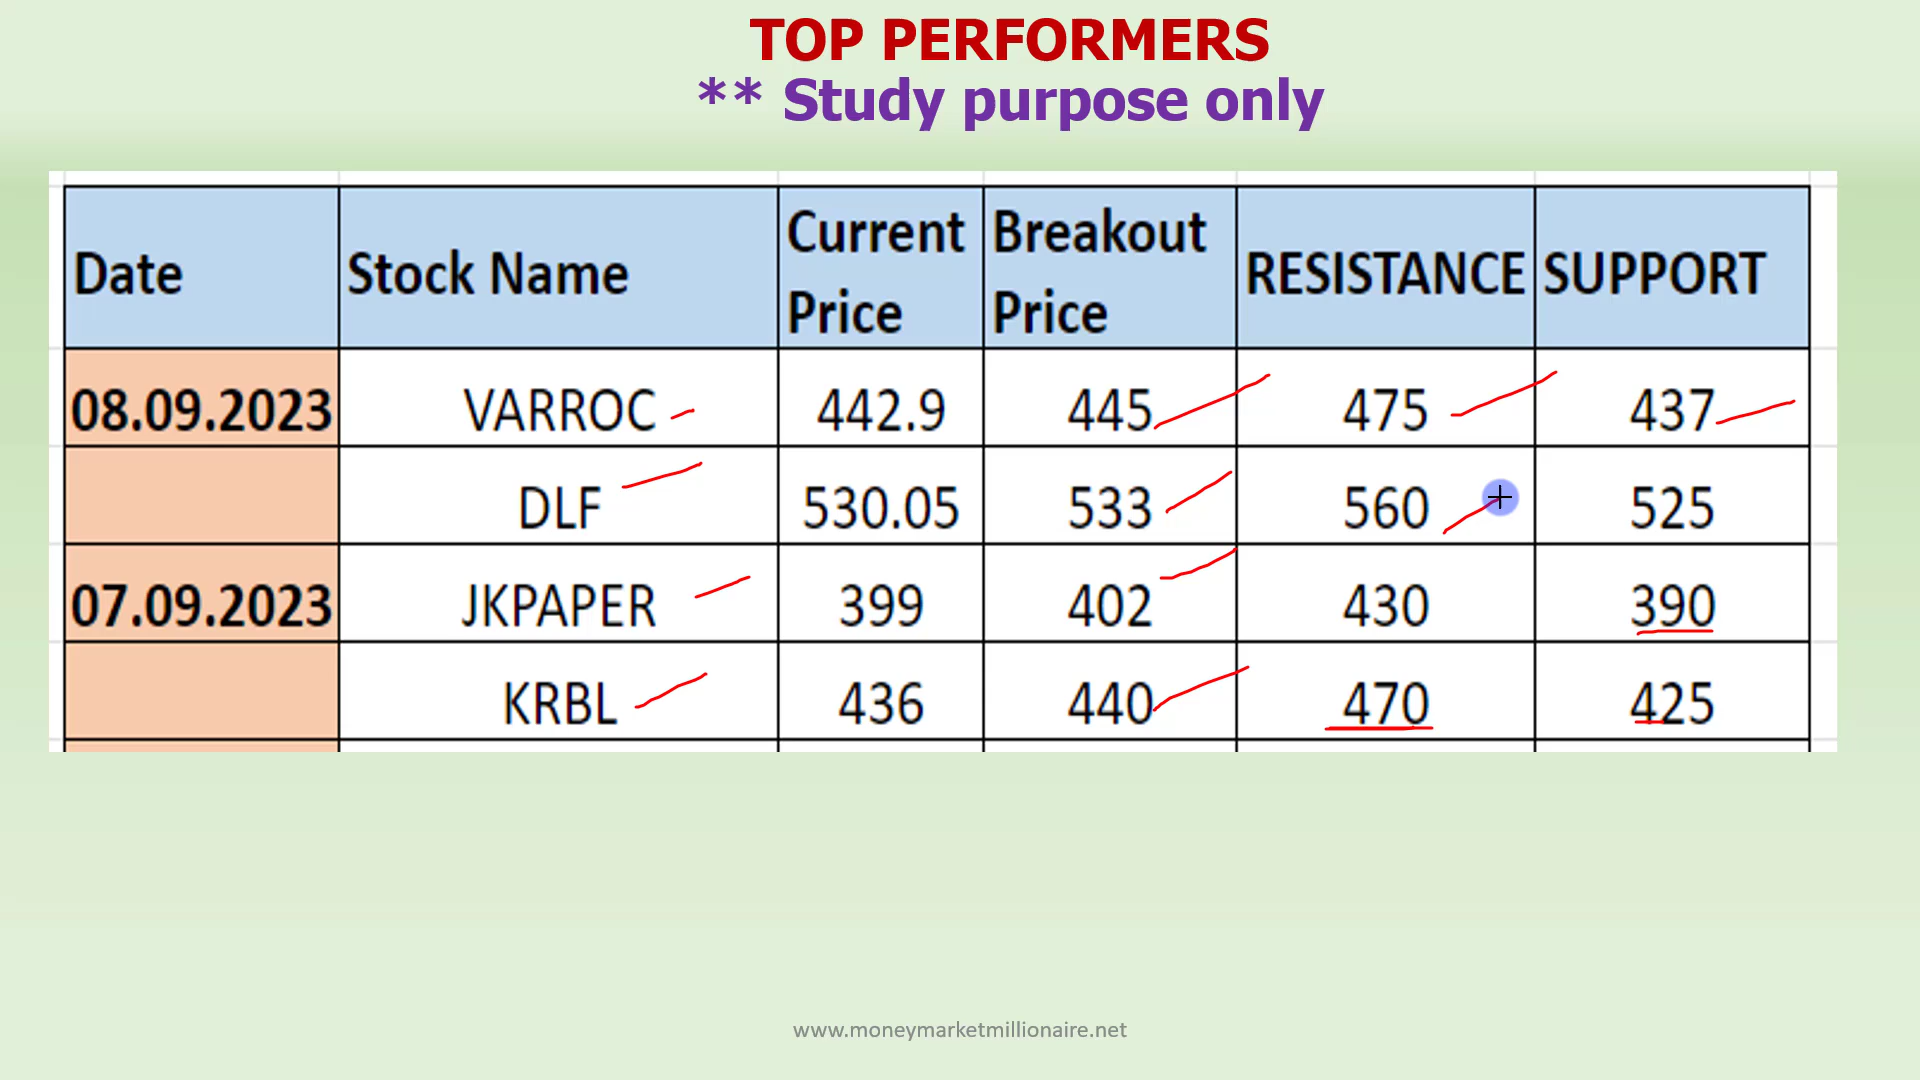 TOP PERFORMERS
** Study purpose only
Date Stock Name Current Price Breakout Price RESISTANCE SUPPORT
08.09.2023 VARROC 442.9 445 475 437
DLF 530.05 533 560 525
07.09.2023 JKPAPER 399 402 430 390
KRBL 436 440 470 425
www.moneymarketmillionaire.net